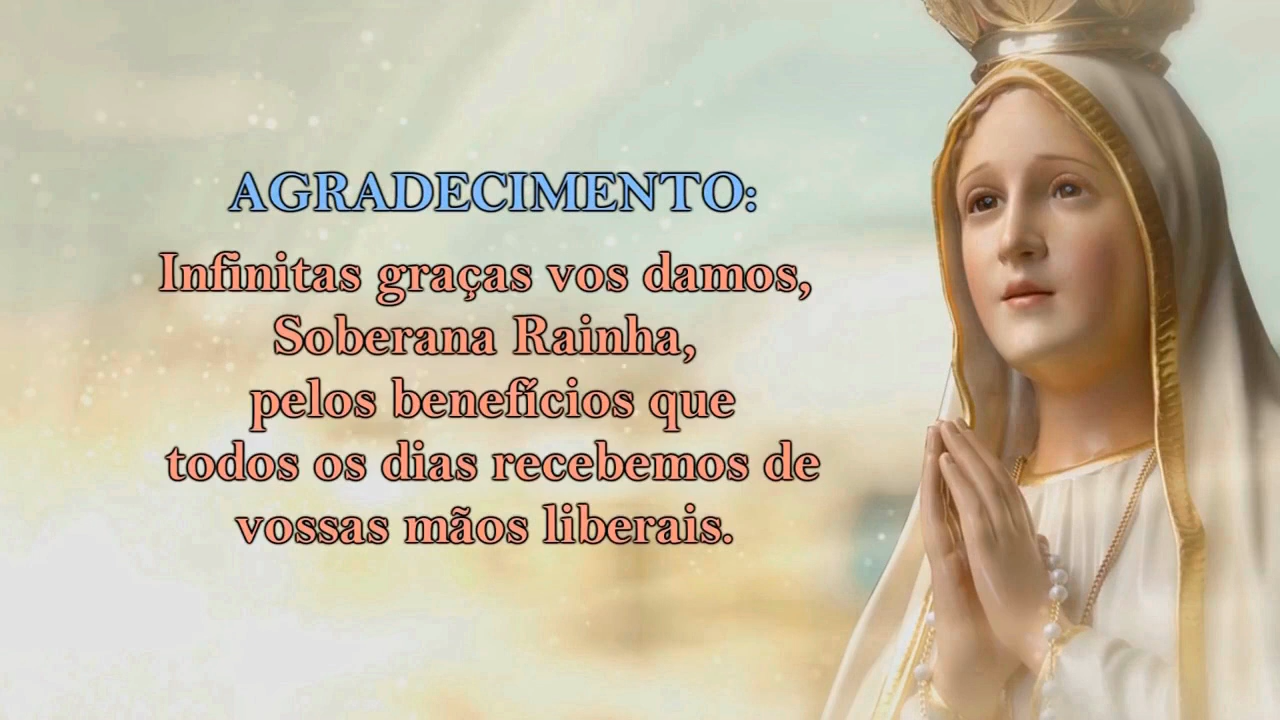 AGRADECIMENTO:
Infinitas graças vos damos,
Soberana Rainha,
pelos benefícios que
todos os dias recebemos de
vossas mãos liberais.